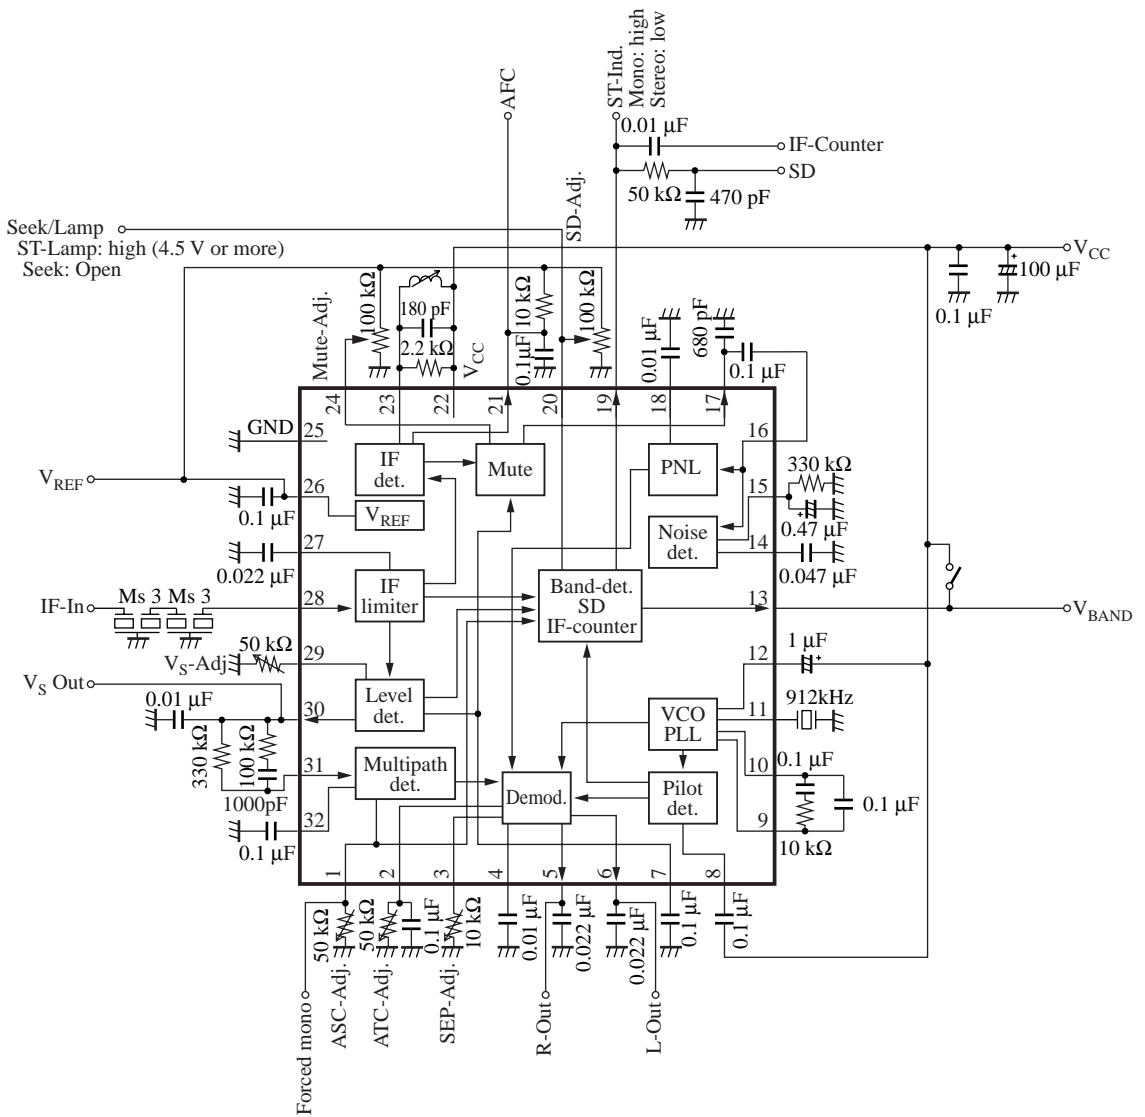 ST-Ind.
Mono: high
Stereo: low
AFC
0.01 µF
IF-Counter
SD
50 kΩ
470 pF
SD-Adj.
Seek/Lamp
ST-Lamp: high (4.5 V or more)
Seek: Open
VCC
100 µF
0.1 µF
Mute-Adj.
100 kΩ
180 pF
2.2 kΩ
VCC
10 kΩ
0.1µF
100 kΩ
0.01 µF
680 pF
0.1 µF
24
23
22
21
20
19
18
17
GND
25
16
IF
det.
Mute
PNL
330 kΩ
VREF
26
15
0.1 µF
VREF
0.47 µF
27
Noise
det.
14
0.022 µF
0.047 µF
Ms 3
Ms 3
IF-In
28
IF
limiter
Band-det.
SD
IF-counter
13
VBAND
50 kΩ
VS-Adj
29
12
1 µF
VS Out
0.01 µF
30
Level
det.
VCO
PLL
11
912kHz
330 kΩ
100 kΩ
1000pF
31
Multipath
det.
Demod.
Pilot
det.
10
0.1 µF
0.1 µF
32
9
0.1 µF
10 kΩ
1
2
3
4
5
6
7
8
50 kΩ
50 kΩ
0.1 µF
10 kΩ
0.01 µF
0.022 µF
0.022 µF
0.1 µF
0.1 µF
Forced mono
ASC-Adj.
ATC-Adj.
SEP-Adj.
R-Out
L-Out